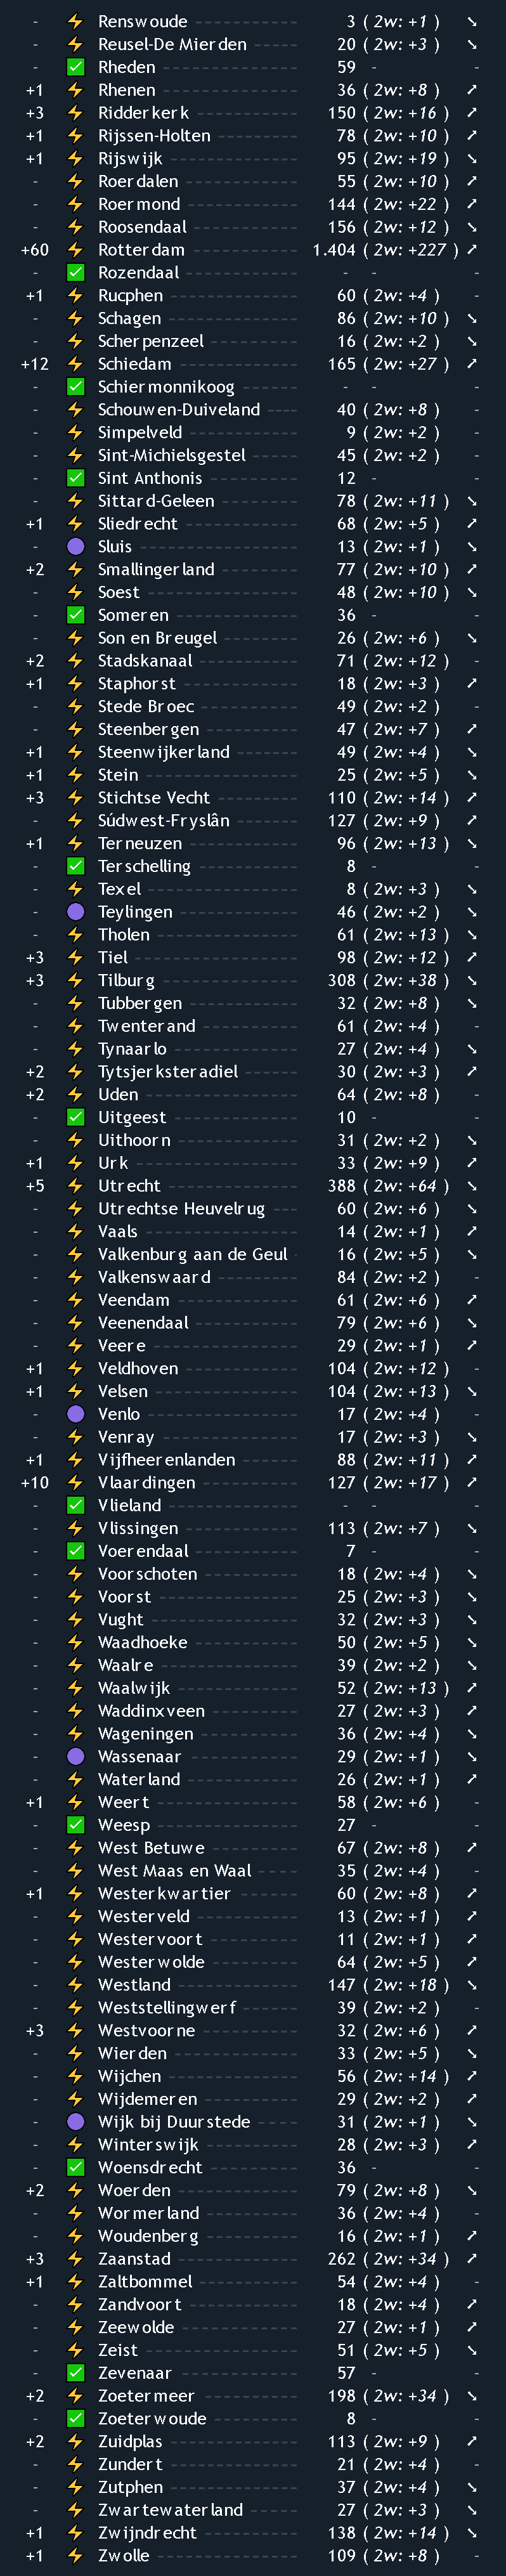 - ⚡ Renswoude 3 ( 2w: +1 ) ↘
- ⚡ Reusel-De Mierden 20 ( 2w: +3 ) ↘
- ✅ Rheden 59 - -
+1 ⚡ Rhenen 36 ( 2w: +8 ) ↗
+3 ⚡ Ridderkerk 150 ( 2w: +16 ) ↗
+1 ⚡ Rijssen-Holten 78 ( 2w: +10 ) ↗
+1 ⚡ Rijswijk 95 ( 2w: +19 ) ↘
- ⚡ Roerdalen 55 ( 2w: +10 ) ↗
- ⚡ Roermond 144 ( 2w: +22 ) ↗
- ⚡ Roosendaal 156 ( 2w: +12 ) ↘
+60 ⚡ Rotterdam 1.404 ( 2w: +227 ) ↗
- ✅ Rozendaal - - -
+1 ⚡ Rucphen 60 ( 2w: +4 ) -
- ⚡ Schagen 86 ( 2w: +10 ) ↘
- ⚡ Scherpenzeel 16 ( 2w: +2 ) ↘
+12 ⚡ Schiedam 165 ( 2w: +27 ) ↗
- ✅ Schiermonnikoog - - -
- ⚡ Schouwen-Duiveland 40 ( 2w: +8 ) -
- ⚡ Simpelveld 9 ( 2w: +2 ) -
- ⚡ Sint-Michielsgestel 45 ( 2w: +2 ) -
- ✅ Sint Anthonis 12 - -
- ⚡ Sittard-Geleen 78 ( 2w: +11 ) ↘
+1 ⚡ Sliedrecht 68 ( 2w: +5 ) ↗
- 🟣 Sluis 13 ( 2w: +1 ) ↘
+2 ⚡ Smallingerland 77 ( 2w: +10 ) ↗
- ⚡ Soest 48 ( 2w: +10 ) ↘
- ✅ Someren 36 - -
- ⚡ Son en Breugel 26 ( 2w: +6 ) ↘
+2 ⚡ Stadskanaal 71 ( 2w: +12 ) -
+1 ⚡ Staphorst 18 ( 2w: +3 ) ↗
- ⚡ Stede Broec 49 ( 2w: +2 ) -
- ⚡ Steenbergen 47 ( 2w: +7 ) ↗
+1 ⚡ Steenwijkerland 49 ( 2w: +4 ) ↘
+1 ⚡ Stein 25 ( 2w: +5 ) ↘
+3 ⚡ Stichtse Vecht 110 ( 2w: +14 ) ↗
- ⚡ Súdwest-Fryslân 127 ( 2w: +9 ) ↗
+1 ⚡ Terneuzen 96 ( 2w: +13 ) ↘
- ✅ Terschelling 8 - -
- ⚡ Texel 8 ( 2w: +3 ) ↘
- 🟣 Teylingen 46 ( 2w: +2 ) ↘
- ⚡ Tholen 61 ( 2w: +13 ) ↘
+3 ⚡ Tiel 98 ( 2w: +12 ) ↗
+3 ⚡ Tilburg 308 ( 2w: +38 ) ↘
- ⚡ Tubbergen 32 ( 2w: +8 ) ↘
- ⚡ Twenterand 61 ( 2w: +4 ) -
- ⚡ Tynaarlo 27 ( 2w: +4 ) ↘
+2 ⚡ Tytsjerksteradiel 30 ( 2w: +3 ) ↗
+2 ⚡ Uden 64 ( 2w: +8 ) -
- ✅ Uitgeest 10 - -
- ⚡ Uithoorn 31 ( 2w: +2 ) ↘
+1 ⚡ Urk 33 ( 2w: +9 ) ↗
+5 ⚡ Utrecht 388 ( 2w: +64 ) ↘
- ⚡ Utrechtse Heuvelrug 60 ( 2w: +6 ) ↘
- ⚡ Vaals 14 ( 2w: +1 ) ↗
- ⚡ Valkenburg aan de Geul 16 ( 2w: +5 ) ↘
- ⚡ Valkenswaard 84 ( 2w: +2 ) -
- ⚡ Veendam 61 ( 2w: +6 ) ↗
- ⚡ Veenendaal 79 ( 2w: +6 ) ↘
- ⚡ Veere 29 ( 2w: +1 ) ↗
+1 ⚡ Veldhoven 104 ( 2w: +12 ) -
+1 ⚡ Velsen 104 ( 2w: +13 ) ↘
- 🟣 Venlo 17 ( 2w: +4 ) -
- ⚡ Venray 17 ( 2w: +3 ) ↘
+1 ⚡ Vijfheerenlanden 88 ( 2w: +11 ) ↗
+10 ⚡ Vlaardingen 127 ( 2w: +17 ) ↗
- ✅ Vlieland - - -
- ⚡ Vlissingen 113 ( 2w: +7 ) ↘
- ✅ Voerendaal 7 - -
- ⚡ Voorschoten 18 ( 2w: +4 ) ↘
- ⚡ Voorst 25 ( 2w: +3 ) ↘
- ⚡ Vught 32 ( 2w: +3 ) ↘
- ⚡ Waadhoeke 50 ( 2w: +5 ) ↘
- ⚡ Waalre 39 ( 2w: +2 ) ↘
- ⚡ Waalwijk 52 ( 2w: +13 ) ↗
- ⚡ Waddinxveen 27 ( 2w: +3 ) ↗
- ⚡ Wageningen 36 ( 2w: +4 ) ↘
- 🟣 Wassenaar 29 ( 2w: +1 ) ↘
- ⚡ Waterland 26 ( 2w: +1 ) ↗
+1 ⚡ Weert 58 ( 2w: +6 ) -
- ✅ Weesp 27 - -
- ⚡ West Betuwe 67 ( 2w: +8 ) ↗
- ⚡ West Maas en Waal 35 ( 2w: +4 ) -
+1 ⚡ Westerkwartier 60 ( 2w: +8 ) ↗
- ⚡ Westerveld 13 ( 2w: +1 ) ↗
- ⚡ Westervoort 11 ( 2w: +1 ) ↗
- ⚡ Westerwolde 64 ( 2w: +5 ) ↗
- ⚡ Westland 147 ( 2w: +18 ) ↘
- ⚡ Weststellingwerf 39 ( 2w: +2 ) -
+3 ⚡ Westvoorne 32 ( 2w: +6 ) ↗
- ⚡ Wierden 33 ( 2w: +5 ) ↘
- ⚡ Wijchen 56 ( 2w: +14 ) ↗
- ⚡ Wijdemeren 29 ( 2w: +2 ) ↗
- 🟣 Wijk bij Duurstede 31 ( 2w: +1 ) ↘
- ⚡ Winterswijk 28 ( 2w: +3 ) ↗
- ✅ Woensdrecht 36 - -
+2 ⚡ Woerden 79 ( 2w: +8 ) ↘
- ⚡ Wormerland 36 ( 2w: +4 ) -
- ⚡ Woudenberg 16 ( 2w: +1 ) ↗
+3 ⚡ Zaanstad 262 ( 2w: +34 ) ↗
+1 ⚡ Zaltbommel 54 ( 2w: +4 ) -
- ⚡ Zandvoort 18 ( 2w: +4 ) ↗
- ⚡ Zeewolde 27 ( 2w: +1 ) ↗
- ⚡ Zeist 51 ( 2w: +5 ) ↘
- ✅ Zevenaar 57 - -
+2 ⚡ Zoetermeer 198 ( 2w: +34 ) ↘
- ✅ Zoeterwoude 8 - -
+2 ⚡ Zuidplas 113 ( 2w: +9 ) ↗
- ⚡ Zundert 21 ( 2w: +4 ) -
- ⚡ Zutphen 37 ( 2w: +4 ) ↘
- ⚡ Zwartewaterland 27 ( 2w: +3 ) ↘
+1 ⚡ Zwijndrecht 138 ( 2w: +14 ) ↘
+1 ⚡ Zwolle 109 ( 2w: +8 ) -